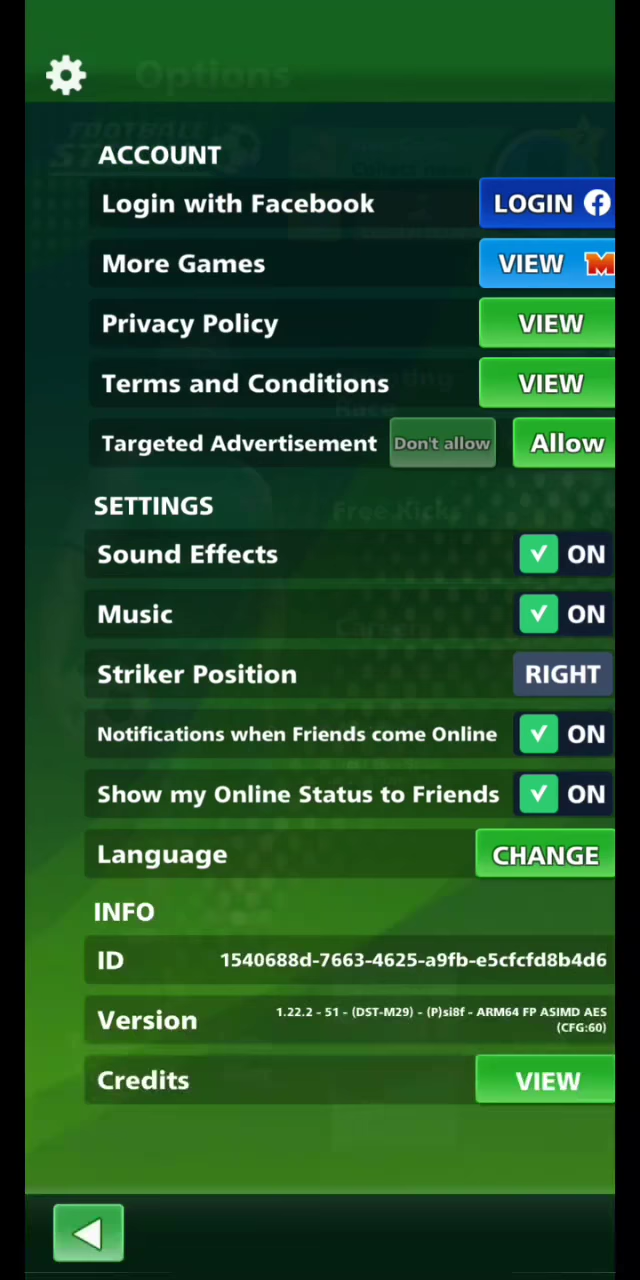 Options
ACCOUNT
Login with Facebook LOGIN
More Games VIEW M
Privacy Policy VIEW
Terms and Conditions VIEW
Targeted Advertisement Don't allow Allow
SETTINGS
Free Kicks
Sound Effects ON
Music ON
Striker Position RIGHT
Notifications when Friends come Online ON
Show my Online Status to Friends ON
Language CHANGE
INFO
ID 1540688d-7663-4625-a9fb-e5cfcfd8b4d6
Version 1.22.2 - 51 - (DST-M29) - (P)si8f - ARM64 FP ASIMD AES
(CFG:60)
Credits VIEW